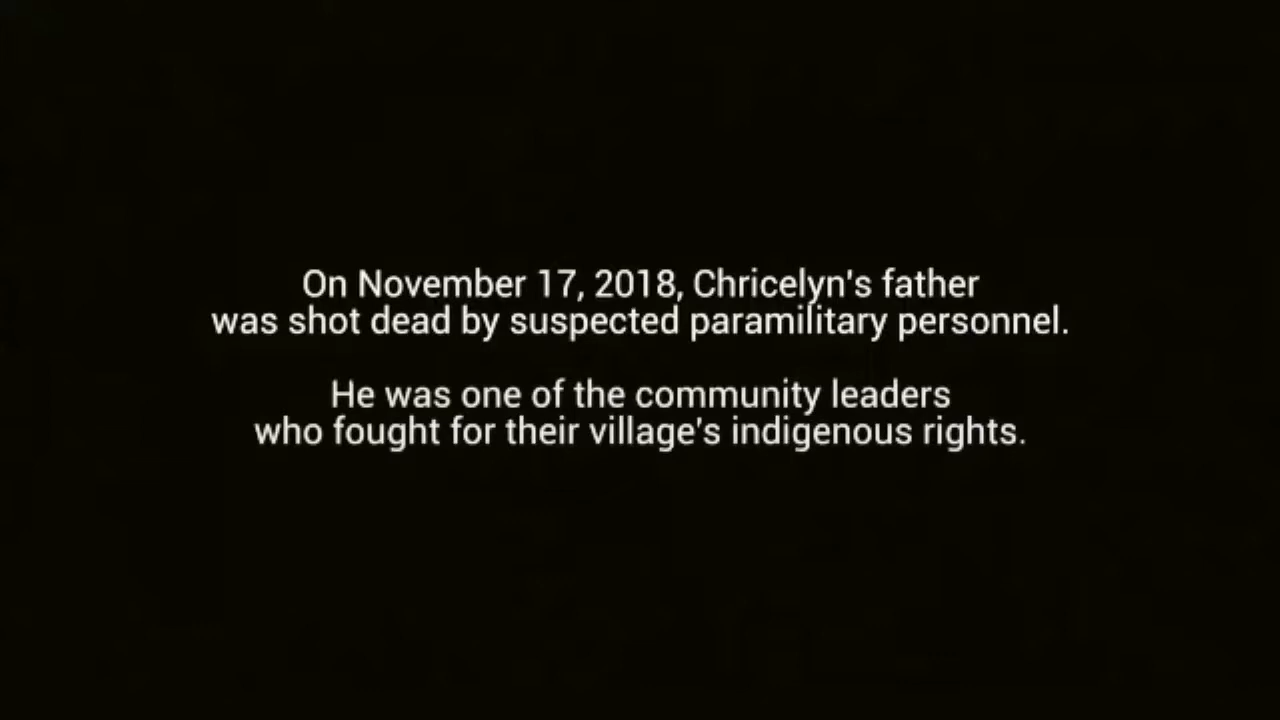 On November 17, 2018, Chricelyn's father
was shot dead by suspected paramilitary personnel.
He was one of the community leaders
who fought for their village's indigenous rights.